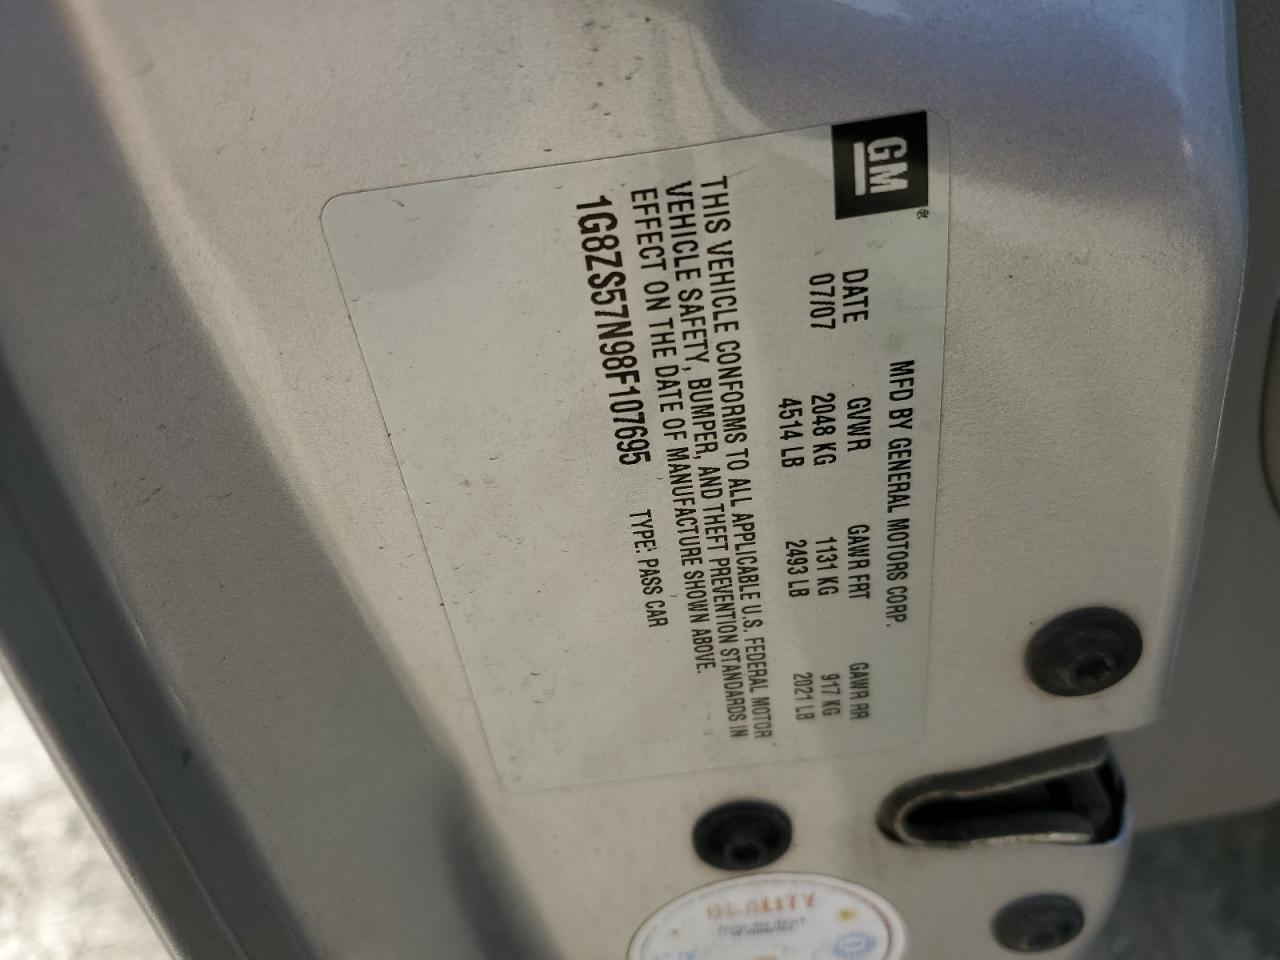 GM
MFD BY GENERAL MOTORS CORP.
DATE GVWR GAWR FRT GAWR RR
07/07 2048 KG 1131 KG 917 KG
4514 LB 2493 LB 2021 LB
THIS VEHICLE CONFORMS TO ALL APPLICABLE U.S. FEDERAL MOTOR
VEHICLE SAFETY, BUMPER, AND THEFT PREVENTION STANDARDS IN
EFFECT ON THE DATE OF MANUFACTURE SHOWN ABOVE.
1G8ZS57N98F107695 TYPE: PASS CAR